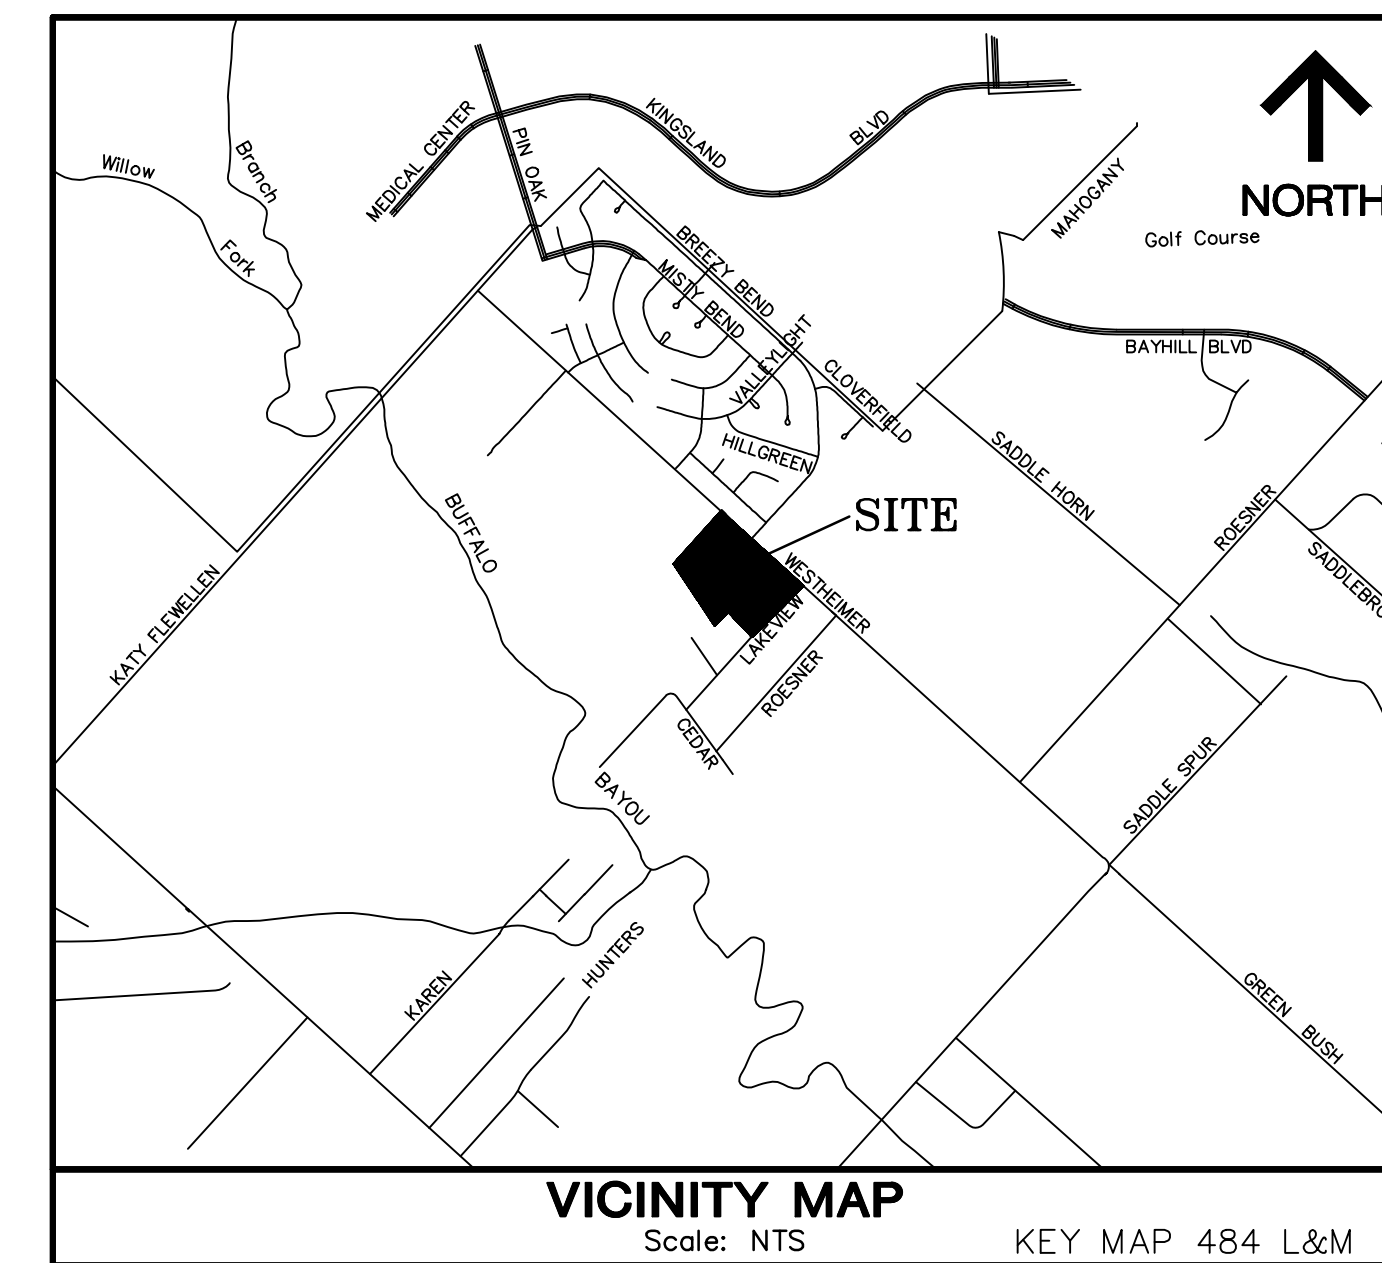 MEDICAL CENTER
PIN OAK
KINGSLAND
BLVD
Willow
Branch
Fork
MAHOGANY
NORTH
Golf Course
BREEZY BEND
MISTY BEND
VALLEYLIGHT
CLOVERFIELD
BAYHILL BLVD
HILLGREEN
SADDLE HORN
BUFFALO
SITE
ROESNER
WESTHEIMER
KATY FLEWELLEN
LAKEVIEW
ROESNER
CEDAR
BAYOU
SADDLE SPUR
HUNTERS
KAREN
GREEN BUSH
VICINITY MAP
Scale: NTS
KEY MAP 484 L&M